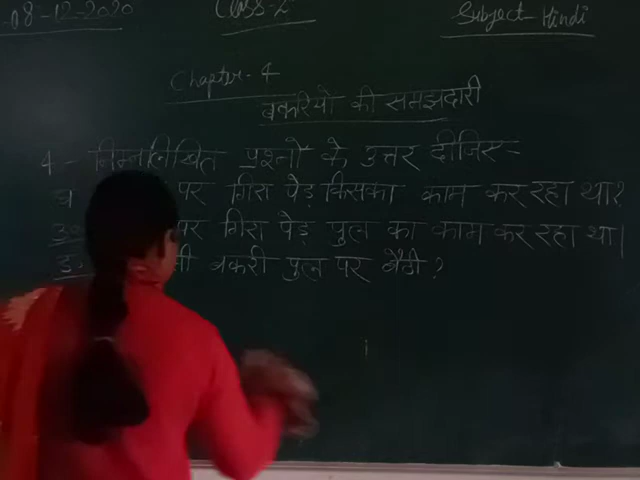 08-12-2020
Class-2
Subject-Hindi
Chapter-4
बकरियो की समझदारी
4- निम्नलिखित प्रश्नो के उत्तर दीजिए-
पर गिरा पेड़ किसका काम कर रहा था?
पर गिरा पेड़ पुल का काम कर रहा था।
बकरी पुल पर बैठी?